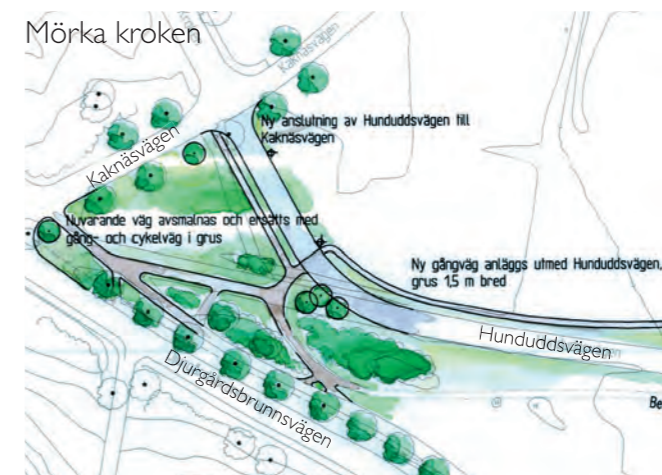 Mörka kroken
Kaknäsvägen
Ny anslutning av Hunduddsvägen till
Kaknäsvägen
Kaknäsvägen
Nuvarande väg avsmalnas och ersätts med
gång- och cykelväg i grus
Ny gångväg anläggs utmed Hunduddsvägen,
grus 1,5 m bred
Hunduddsvägen
Djurgårdsbrunnsvägen
Be